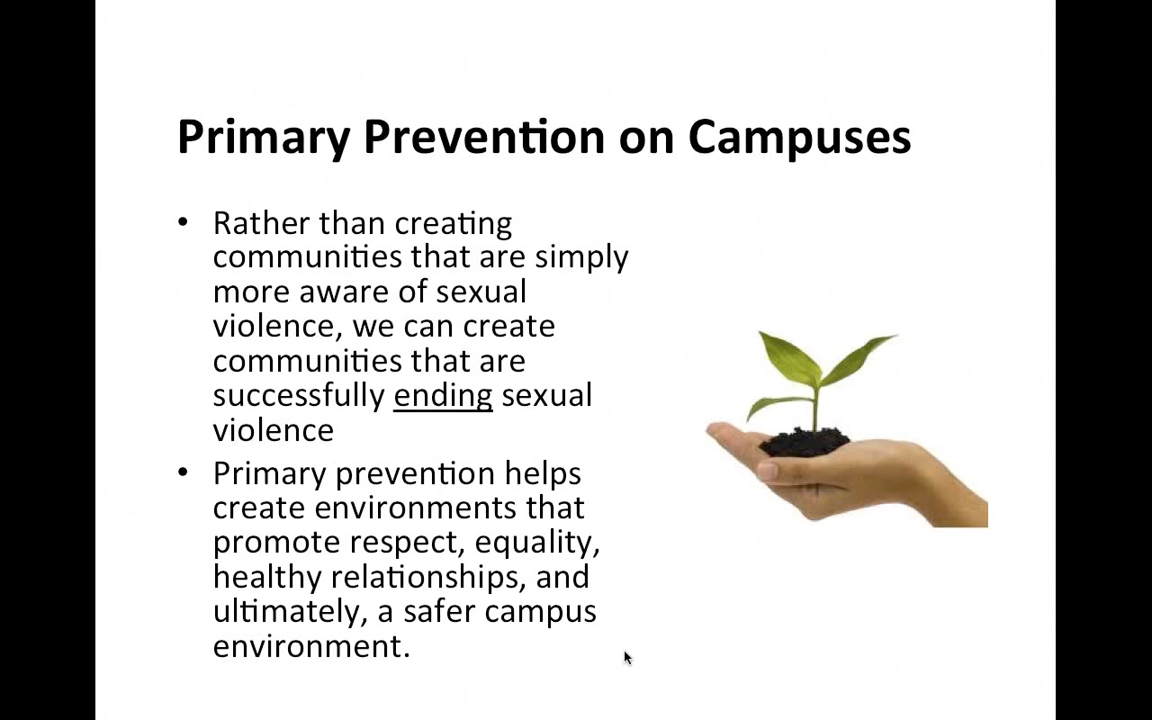 Primary Prevention on Campuses
• Rather than creating
communities that are simply
more aware of sexual
violence, we can create
communities that are
successfully ending sexual
violence
• Primary prevention helps
create environments that
promote respect, equality,
healthy relationships, and
ultimately, a safer campus
environment.